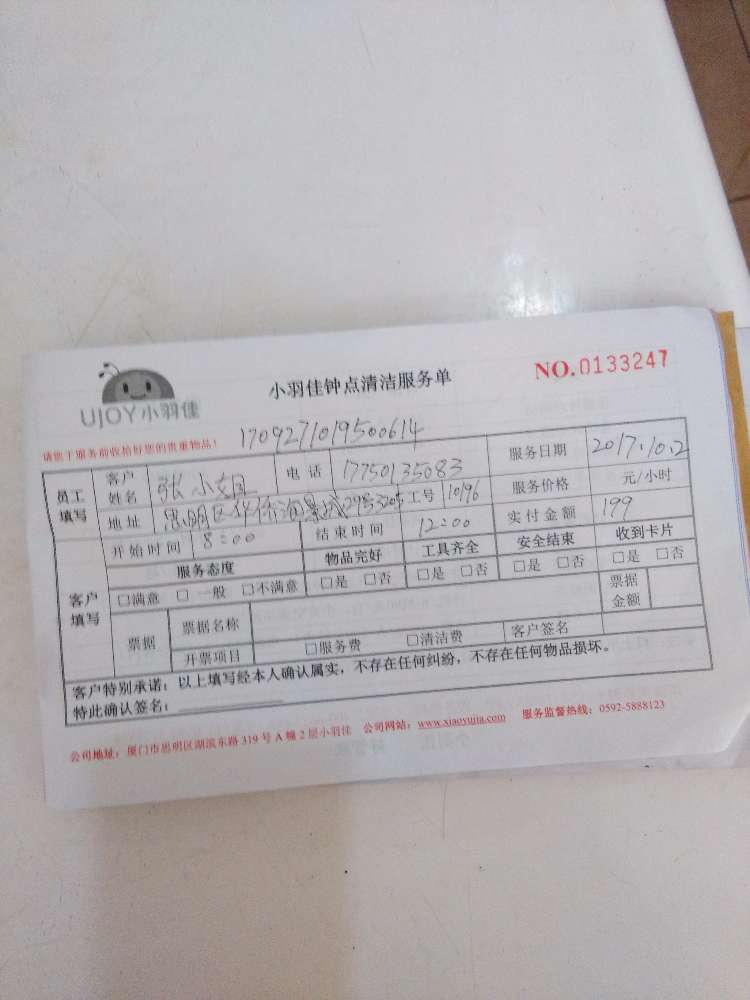 UJOY小羽佳
小羽佳钟点清洁服务单
NO.0133247
请您于服务前收拾好您的贵重物品！
1709271019500614
员工填写 客户姓名 张小姐 电话 17750135083 服务日期 2017.10.2
地址 思明区华侨海景城29号 工号 10196 服务价格 元/小时
开始时间 8:00 结束时间 12:00 实付金额 199
客户填写 服务态度 物品完好 工具齐全 安全结束 收到卡片
□满意 □一般 □不满意 □是 □否 □是 □否 □是 □否 □是 □否
票据 票据名称 票据金额
开票项目 □服务费 □清洁费 客户签名
客户特别承诺：以上填写经本人确认属实，不存在任何纠纷，不存在任何物品损坏。
特此确认签名：
公司地址：厦门市思明区湖滨东路 319 号 A 幢 2 层小羽佳 公司网站：www.xiaoyujia.com 服务监督热线：0592-5888123